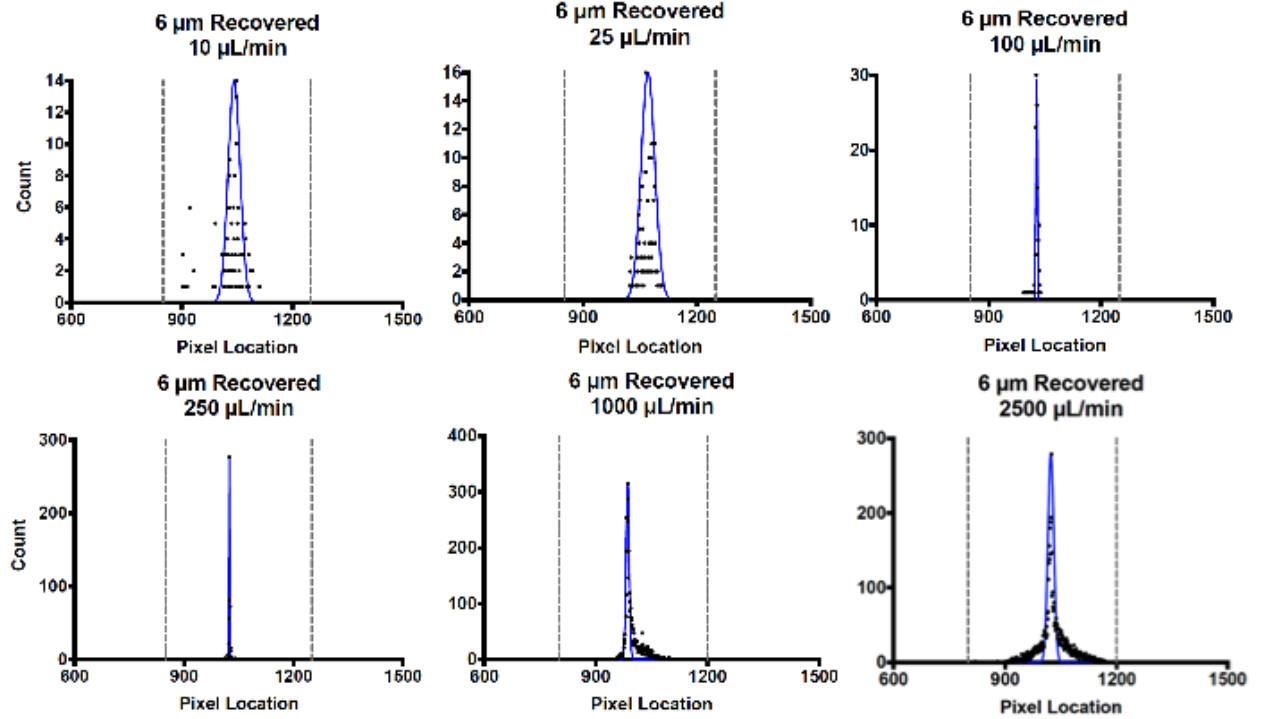 6 µm Recovered
10 µL/min
14
12
10
8
6
4
2
0
Count
600 900 1200 1500
Pixel Location
6 µm Recovered
25 µL/min
16
14
12
10
8
6
4
2
0
600 900 1200 1500
Pixel Location
6 µm Recovered
100 µL/min
30
20
10
0
600 900 1200 1500
Pixel Location
6 µm Recovered
250 µL/min
300
200
100
0
Count
600 900 1200 1500
Pixel Location
6 µm Recovered
1000 µL/min
400
300
200
100
0
600 900 1200 1500
Pixel Location
6 µm Recovered
2500 µL/min
300
200
100
0
600 900 1200 1500
Pixel Location